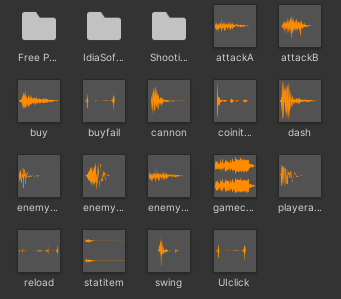 Free P...
IdiaSof...
Shooti...
attackA
attackB
buy
buyfail
cannon
coinit...
dash
enemy...
enemy...
enemy...
gamec...
playera...
reload
statitem
swing
UIclick